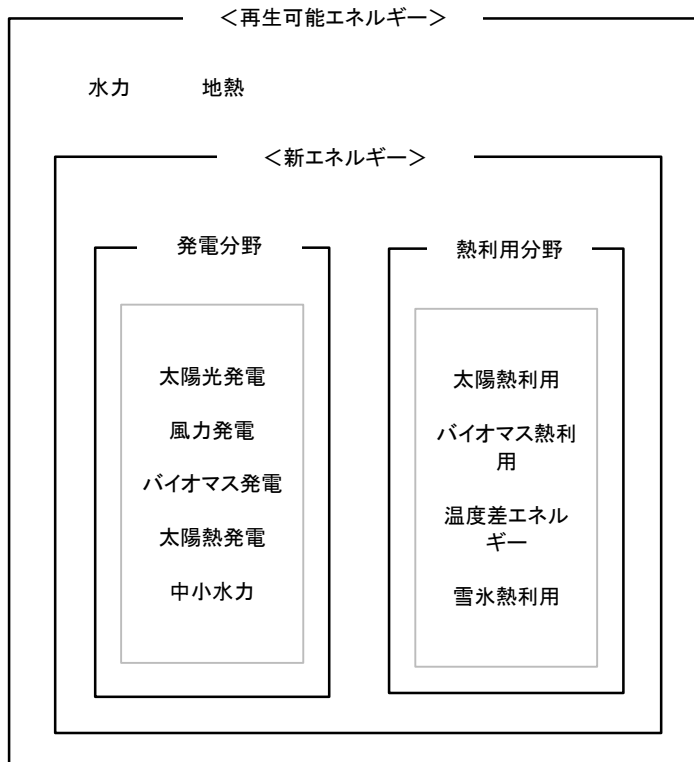 ＜再生可能エネルギー＞
水力 地熱
＜新エネルギー＞
発電分野
太陽光発電
風力発電
バイオマス発電
太陽熱発電
中小水力
熱利用分野
太陽熱利用
バイオマス熱利
用
温度差エネル
ギー
雪氷熱利用